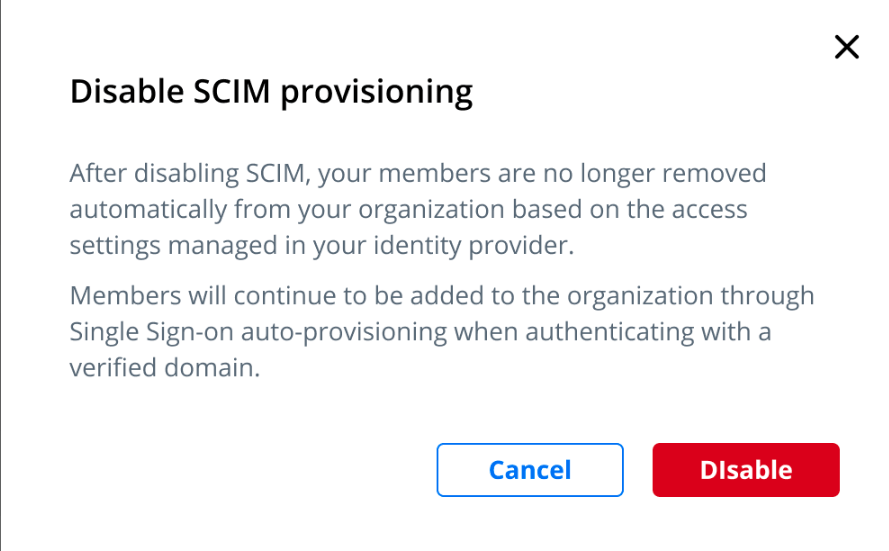 Disable SCIM provisioning
After disabling SCIM, your members are no longer removed
automatically from your organization based on the access
settings managed in your identity provider.
Members will continue to be added to the organization through
Single Sign-on auto-provisioning when authenticating with a
verified domain.
Cancel
DIsable